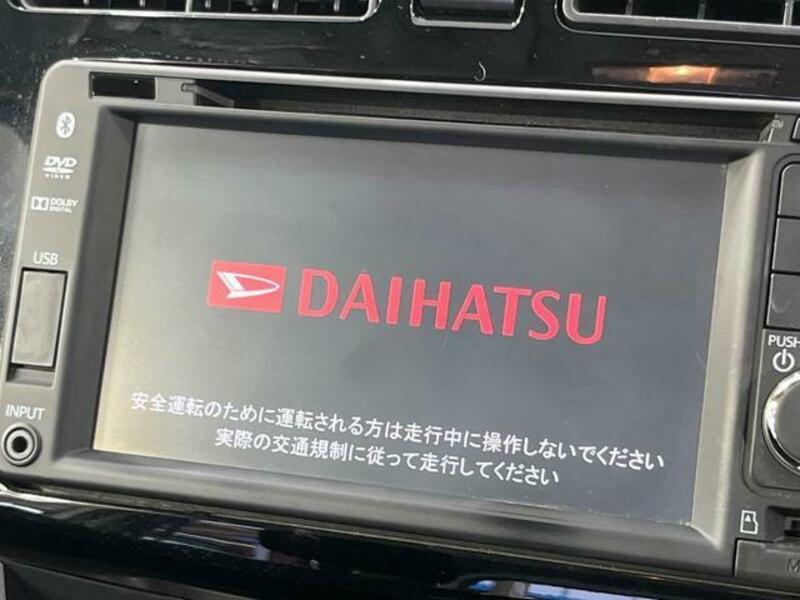 DVD
VIDEO
DOLBY
DIGITAL
USB
DAIHATSU
PUSH
INPUT
安全運転のために運転される方は走行中に操作しないでください
実際の交通規制に従って走行してください